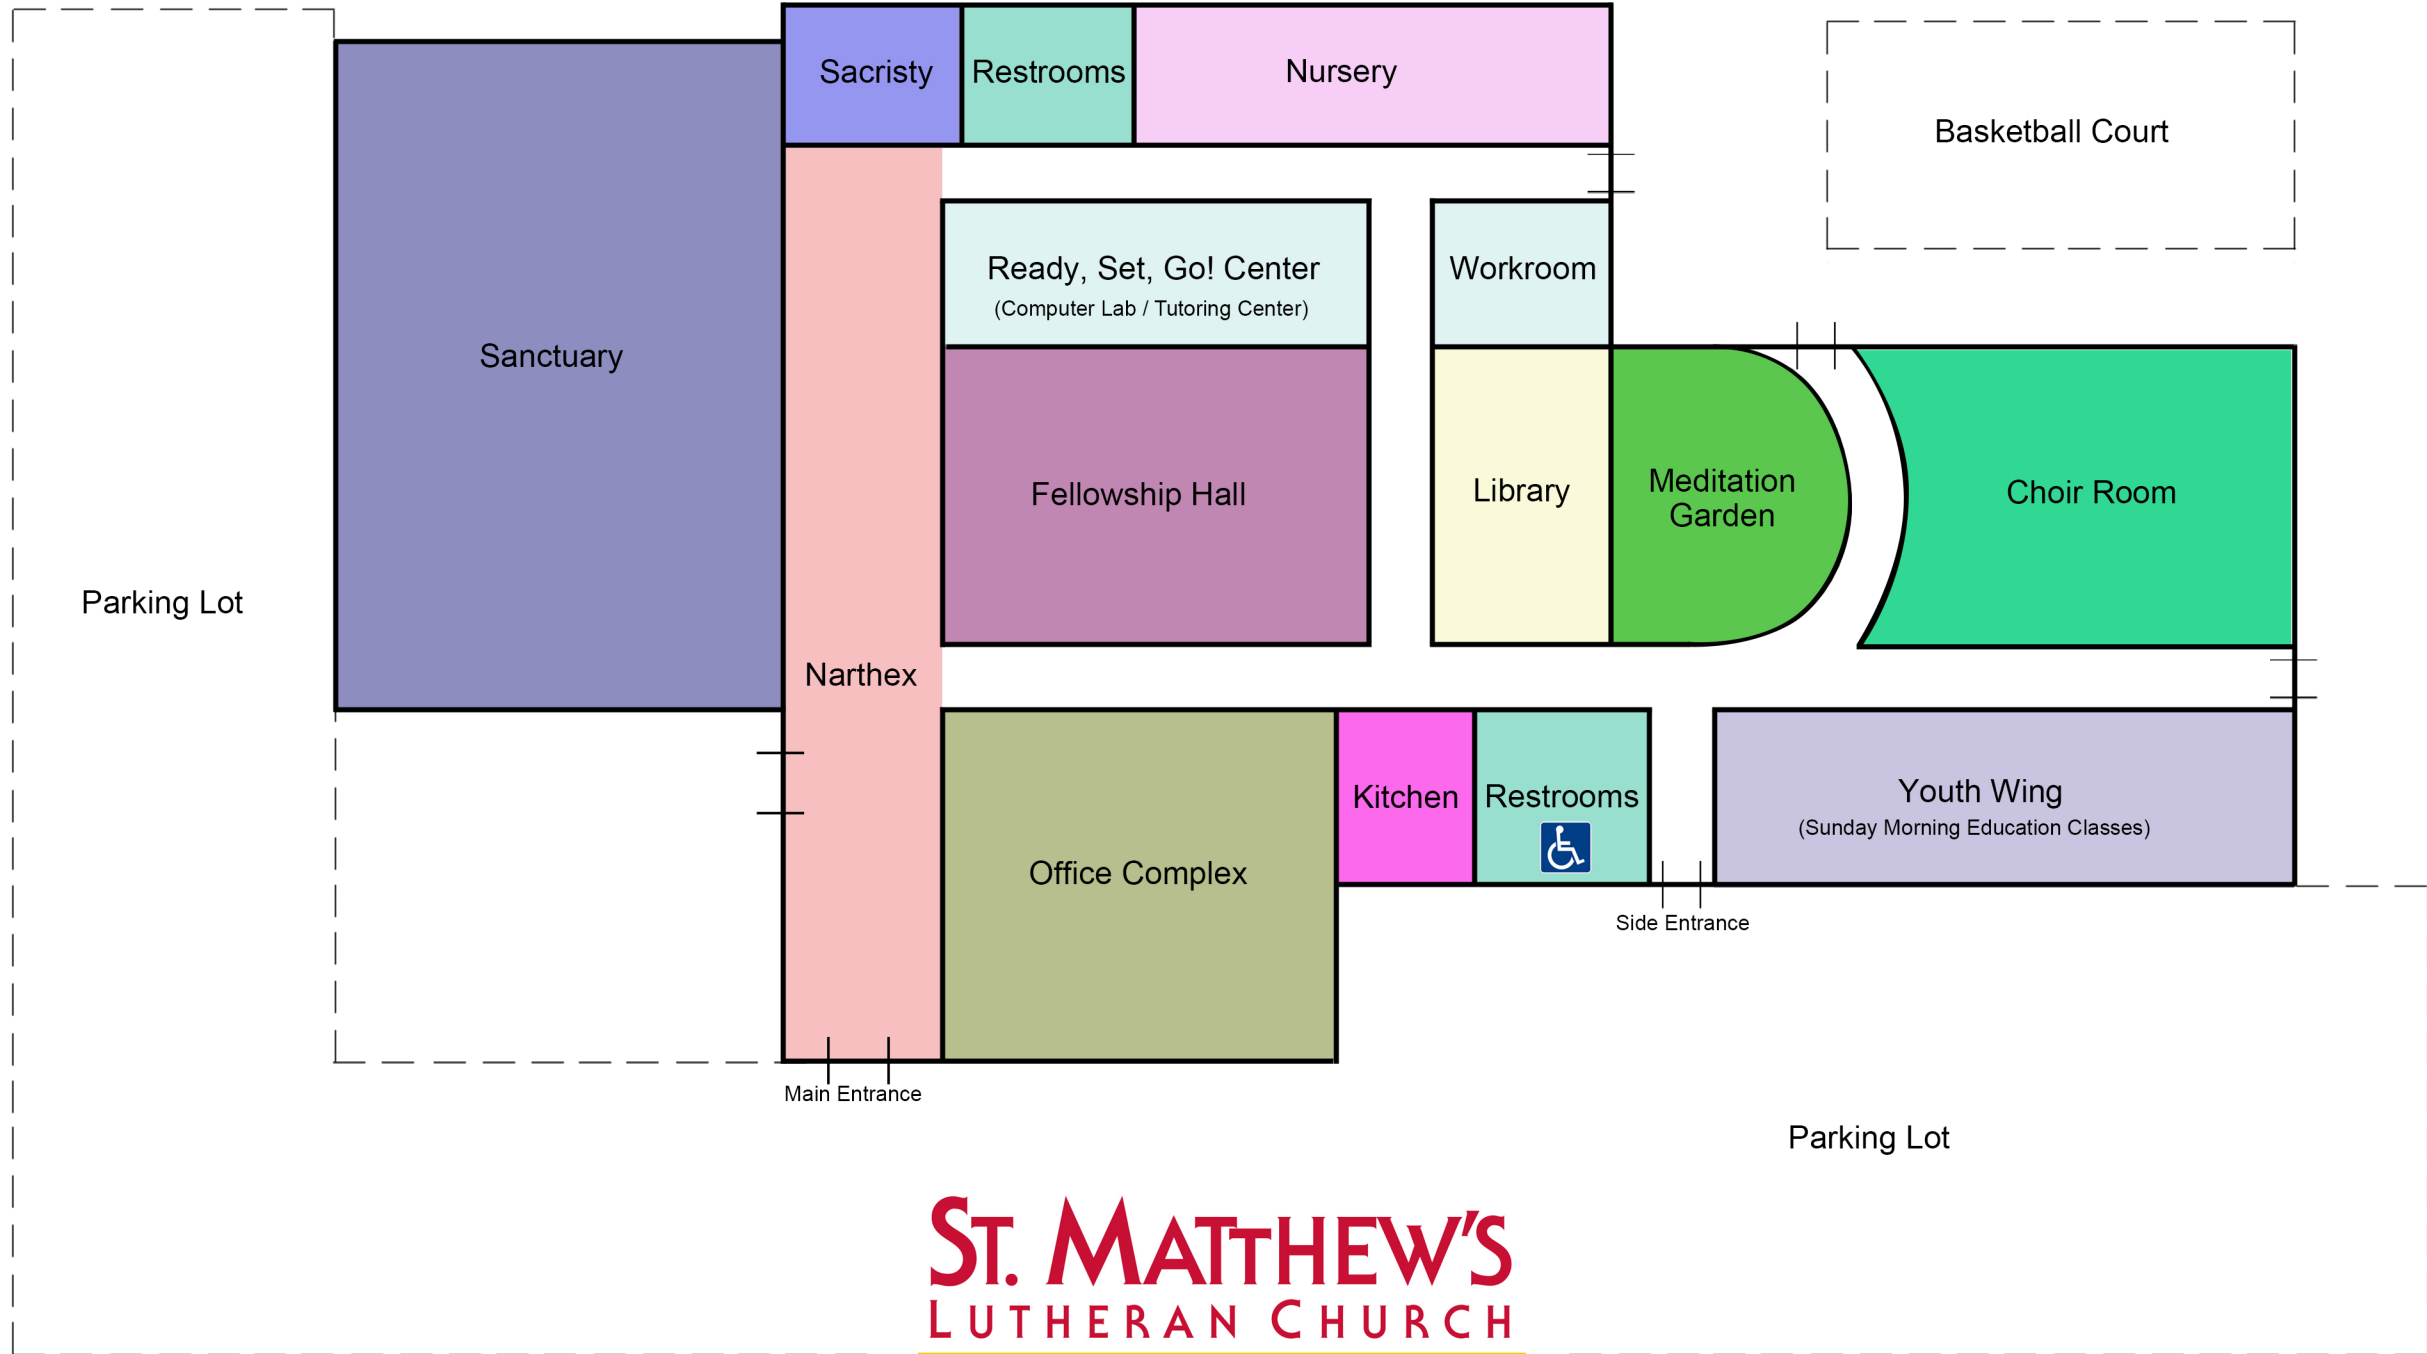 Sacristy
Restrooms
Nursery
Basketball Court
Ready, Set, Go! Center
(Computer Lab / Tutoring Center)
Workroom
Sanctuary
Fellowship Hall
Library
Meditation
Garden
Choir Room
Parking Lot
Narthex
Office Complex
Kitchen
Restrooms
Youth Wing
(Sunday Morning Education Classes)
Side Entrance
Main Entrance
Parking Lot
ST. MATTHEW'S
LUTHERAN CHURCH